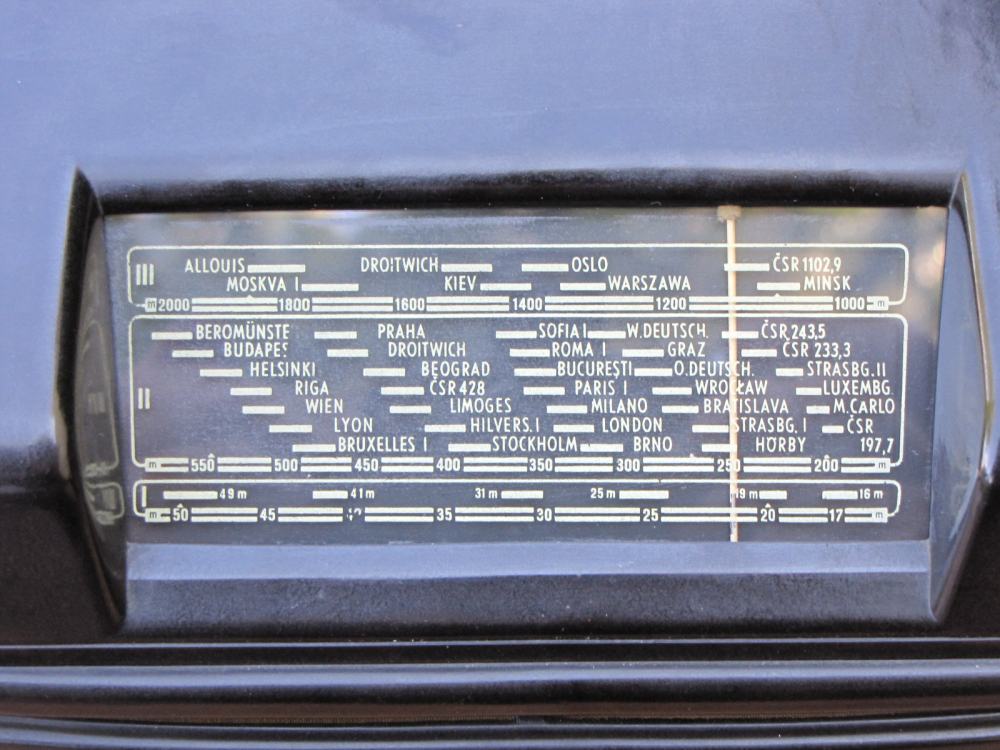 III ALLOUIS DROITWICH OSLO ČSR 1102,9
MOSKVA I KIEV WARSZAWA MINSK
m 2000 1800 1600 1400 1200 1000 m
BEROMÜNSTE PRAHA SOFIA I W.DEUTSCH. ČSR 243,5
BUDAPES DROITWICH ROMA I GRAZ ČSR 233,3
HELSINKI BEOGRAD BUCUREŞTI O.DEUTSCH. STRASBG.II
II RIGA ČSR 428 PARIS I WROCŁAW LUXEMBG.
WIEN LIMOGES MILANO BRATISLAVA M.CARLO
LYON HILVERS.I LONDON STRASBG.I ČSR
BRUXELLES I STOCKHOLM BRNO HÖRBY 197,7
m 550 500 450 400 350 300 250 200 m
I 49 m 41 m 31 m 25 m 19 m 16 m
m 50 45 35 30 25 20 17 m